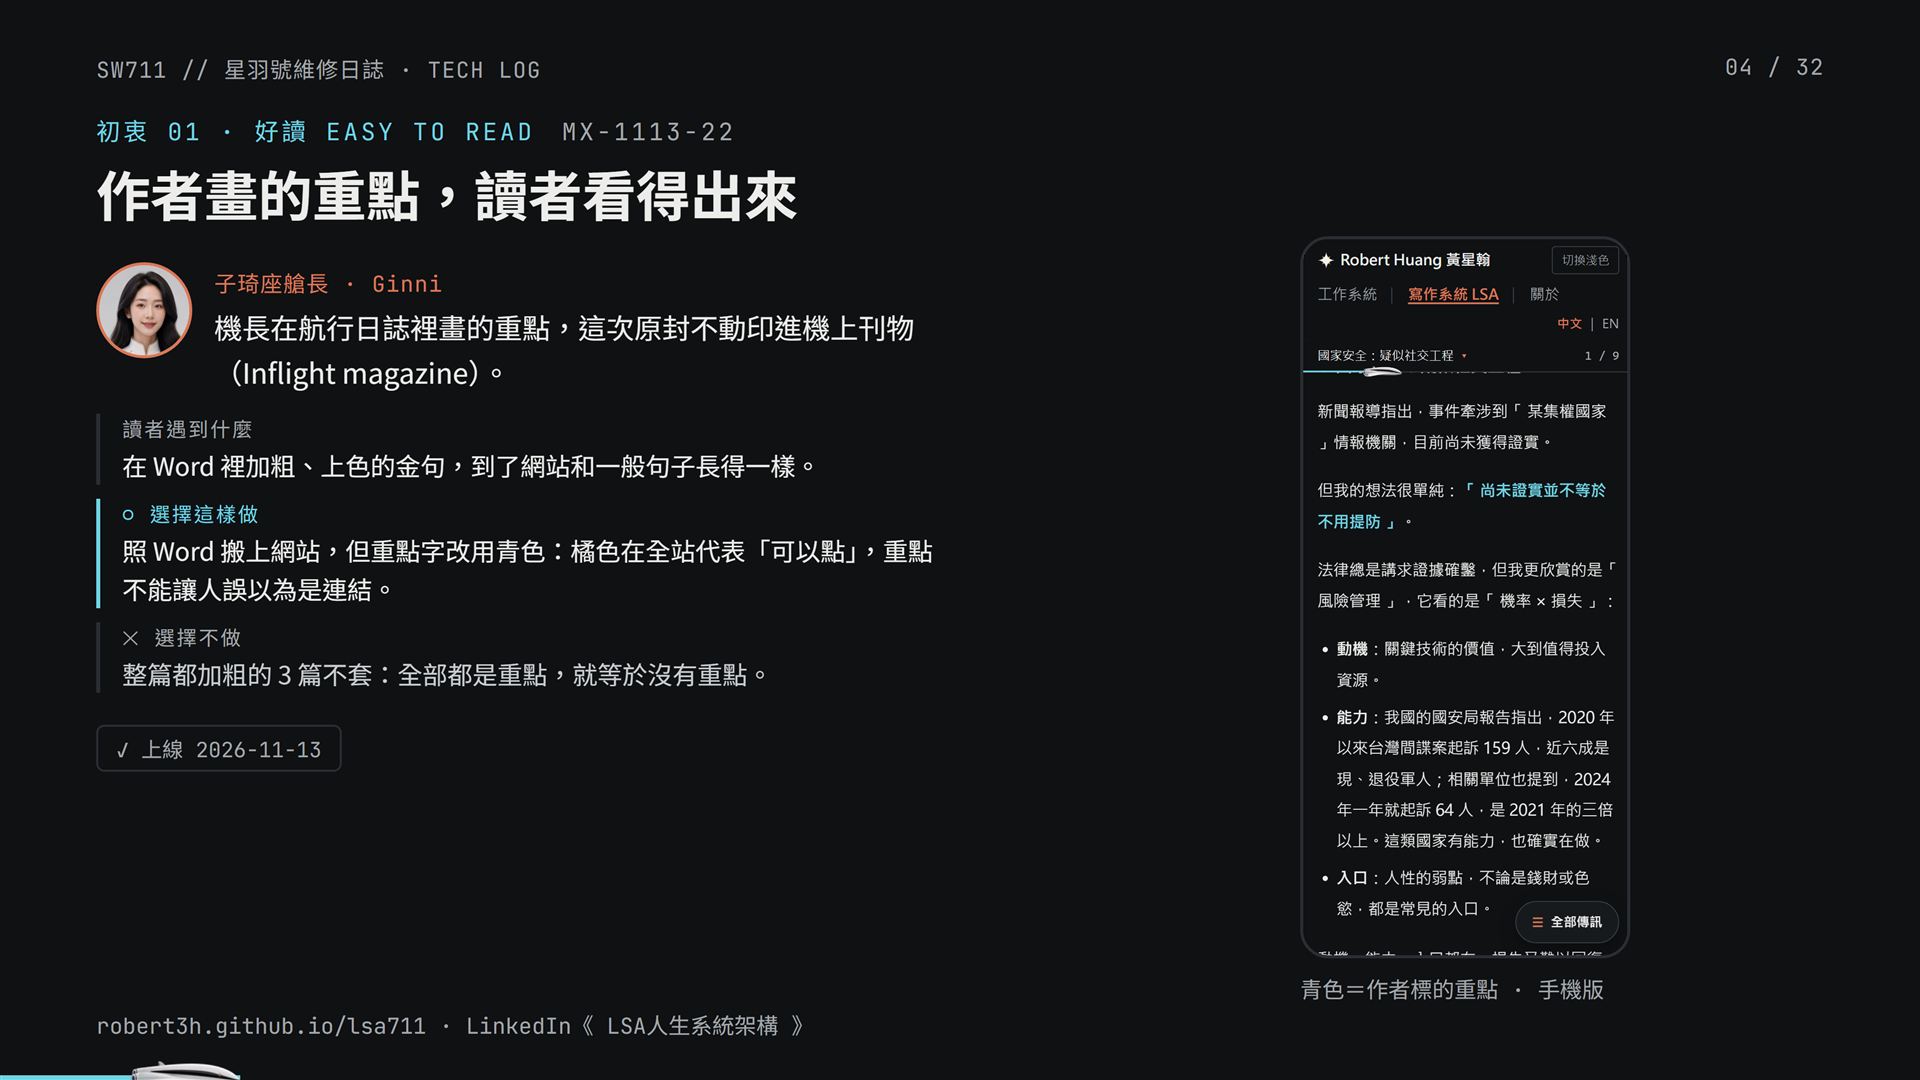 SW711 // 星羽號維修日誌 · TECH LOG
04 / 32
初衷 01 · 好讀 EASY TO READ MX-1113-22
作者畫的重點，讀者看得出來
子琦座艙長 · Ginni
機長在航行日誌裡畫的重點，這次原封不動印進機上刊物
（Inflight magazine）。
讀者遇到什麼
在 Word 裡加粗、上色的金句，到了網站和一般句子長得一樣。
○ 選擇這樣做
照 Word 搬上網站，但重點字改用青色：橘色在全站代表「可以點」，重點
不能讓人誤以為是連結。
× 選擇不做
整篇都加粗的 3 篇不套：全部都是重點，就等於沒有重點。
✓ 上線 2026-11-13
✦ Robert Huang 黃星翰
切換淺色
工作系統 | 寫作系統 LSA | 關於
中文 | EN
國家安全：疑似社交工程 ▾
1 / 9
新聞報導指出，事件牽涉到「 某集權國家
」情報機關，目前尚未獲得證實。
但我的想法很單純：「 尚未證實並不等於
不用提防 」。
法律總是講求證據確鑿，但我更欣賞的是「
風險管理 」，它看的是「 機率 × 損失 」：
• 動機：關鍵技術的價值，大到值得投入
資源。
• 能力：我國的國安局報告指出，2020 年
以來台灣間諜案起訴 159 人，近六成是
現、退役軍人；相關單位也提到，2024
年一年就起訴 64 人，是 2021 年的三倍
以上。這類國家有能力，也確實在做。
• 入口：人性的弱點，不論是錢財或色
慾，都是常見的入口。
☰ 全部傳訊
青色＝作者標的重點 · 手機版
robert3h.github.io/lsa711 · LinkedIn《 LSA人生系統架構 》